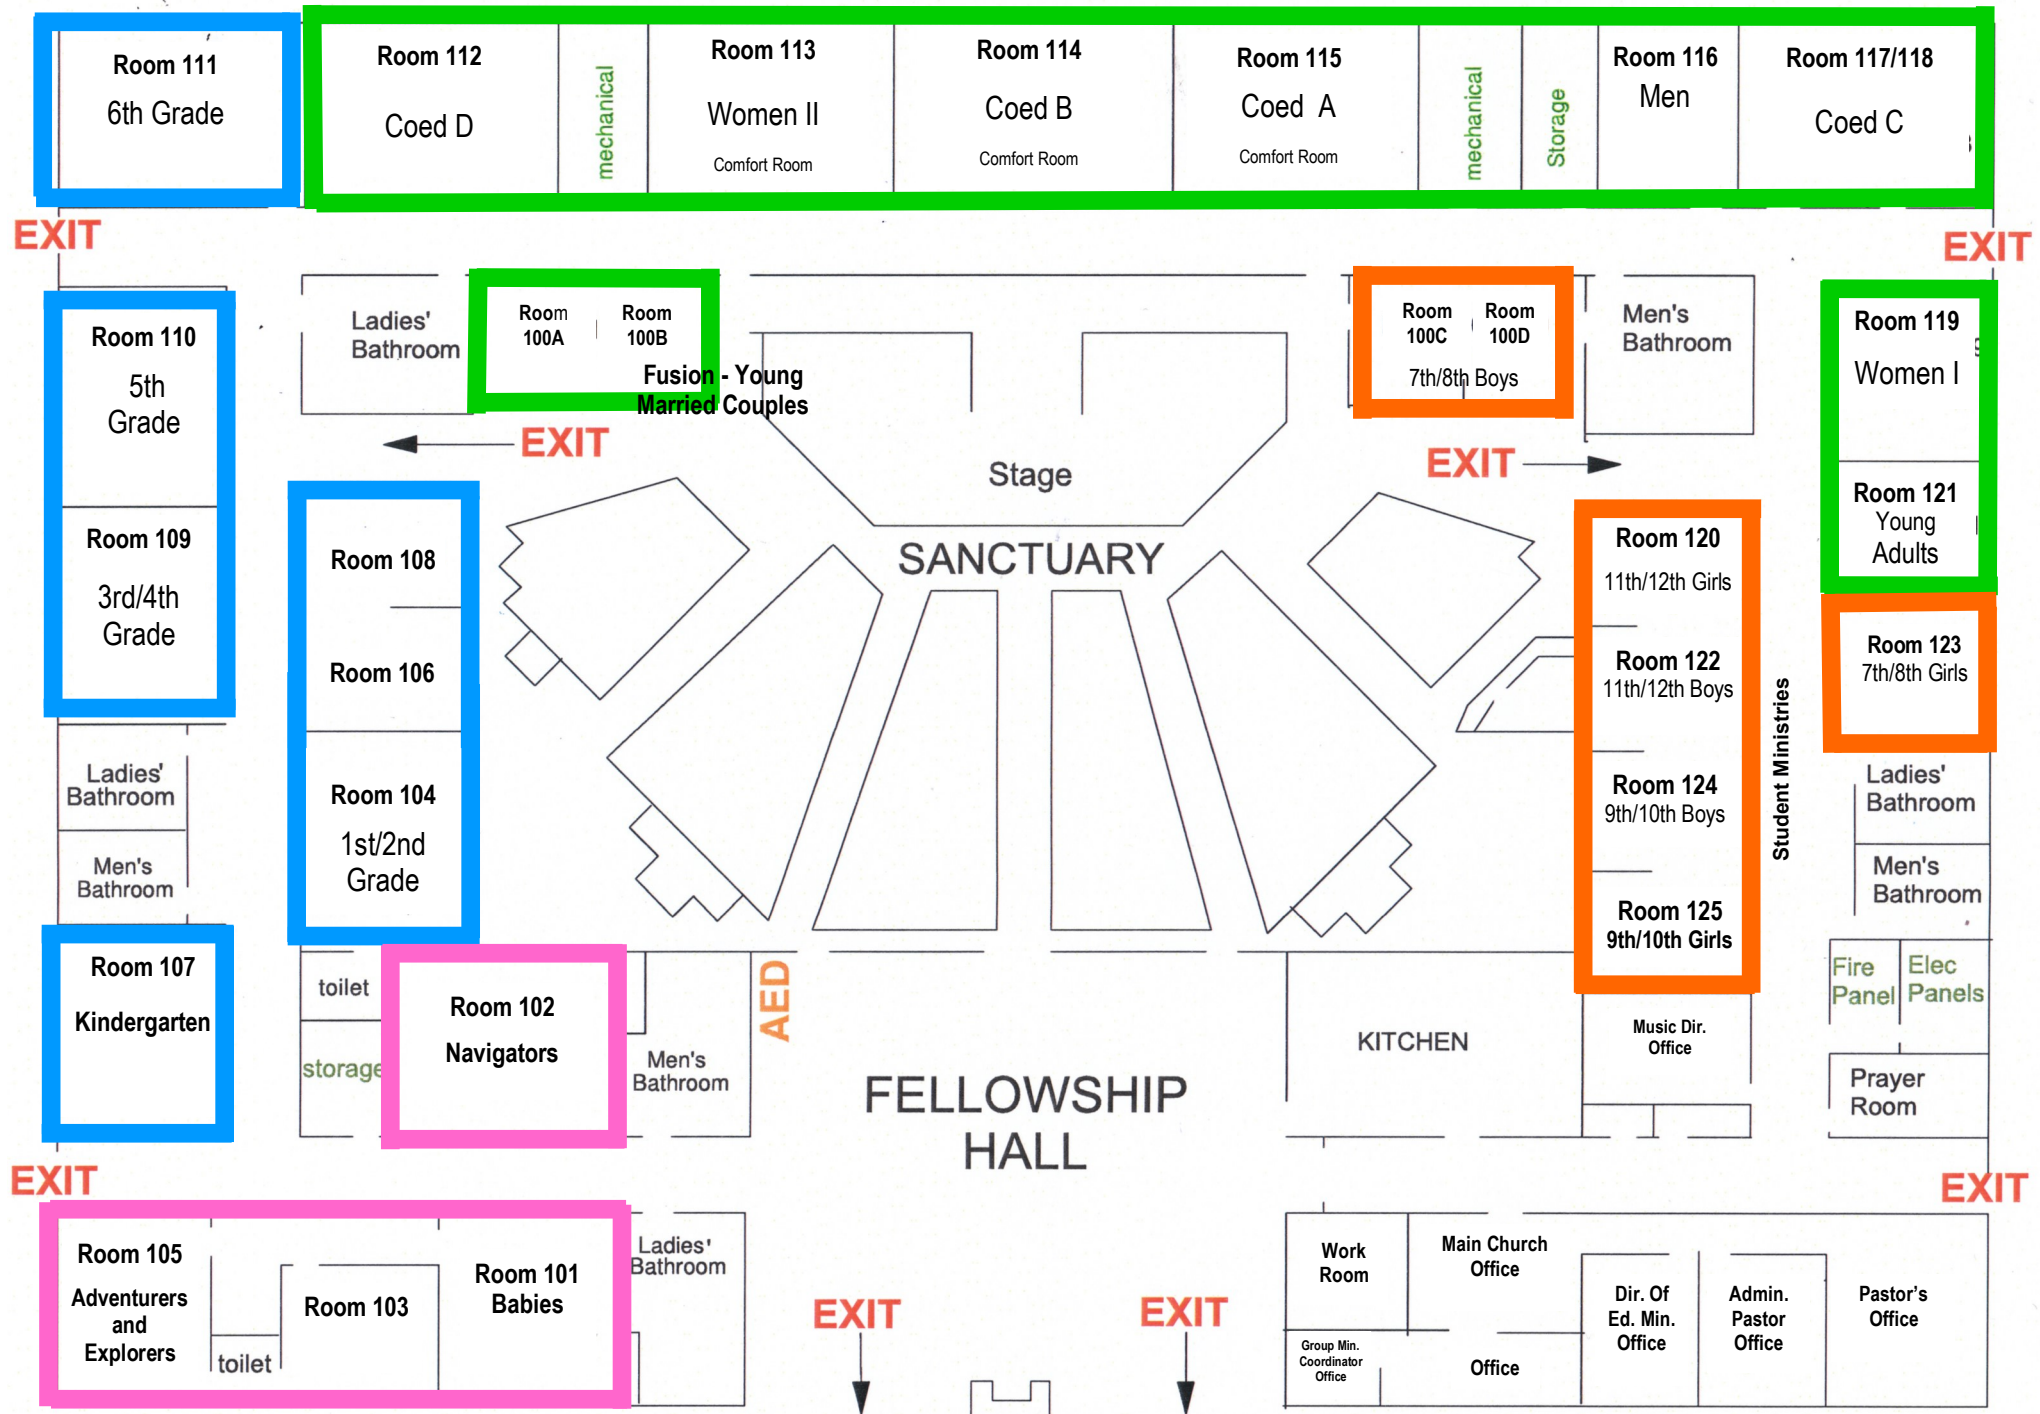 Room 111
6th Grade
Room 112
Coed D
mechanical
Room 113
Women II
Comfort Room
Room 114
Coed B
Comfort Room
Room 115
Coed A
Comfort Room
mechanical
Storage
Room 116
Men
Room 117/118
Coed C
EXIT
EXIT
Room 110
5th
Grade
Ladies'
Bathroom
Room
100A
Room
100B
Fusion - Young
Married Couples
EXIT
Room
100C
Room
100D
7th/8th Boys
Men's
Bathroom
EXIT
Room 119
Women I
Stage
SANCTUARY
Room 121
Young
Adults
Room 109
3rd/4th
Grade
Room 108
Room 106
Room 104
1st/2nd
Grade
Room 120
11th/12th Girls
Room 122
11th/12th Boys
Room 124
9th/10th Boys
Room 125
9th/10th Girls
Student Ministries
Room 123
7th/8th Girls
Ladies'
Bathroom
Men's
Bathroom
Ladies'
Bathroom
Men's
Bathroom
Room 107
Kindergarten
toilet
storage
Room 102
Navigators
Men's
Bathroom
AED
FELLOWSHIP
HALL
KITCHEN
Music Dir.
Office
Fire
Panel
Elec
Panels
Prayer
Room
EXIT
EXIT
Room 105
Adventurers
and
Explorers
toilet
Room 103
Room 101
Babies
Ladies'
Bathroom
EXIT
EXIT
Work
Room
Main Church
Office
Group Min.
Coordinator
Office
Office
Dir. Of
Ed. Min.
Office
Admin.
Pastor
Office
Pastor's
Office